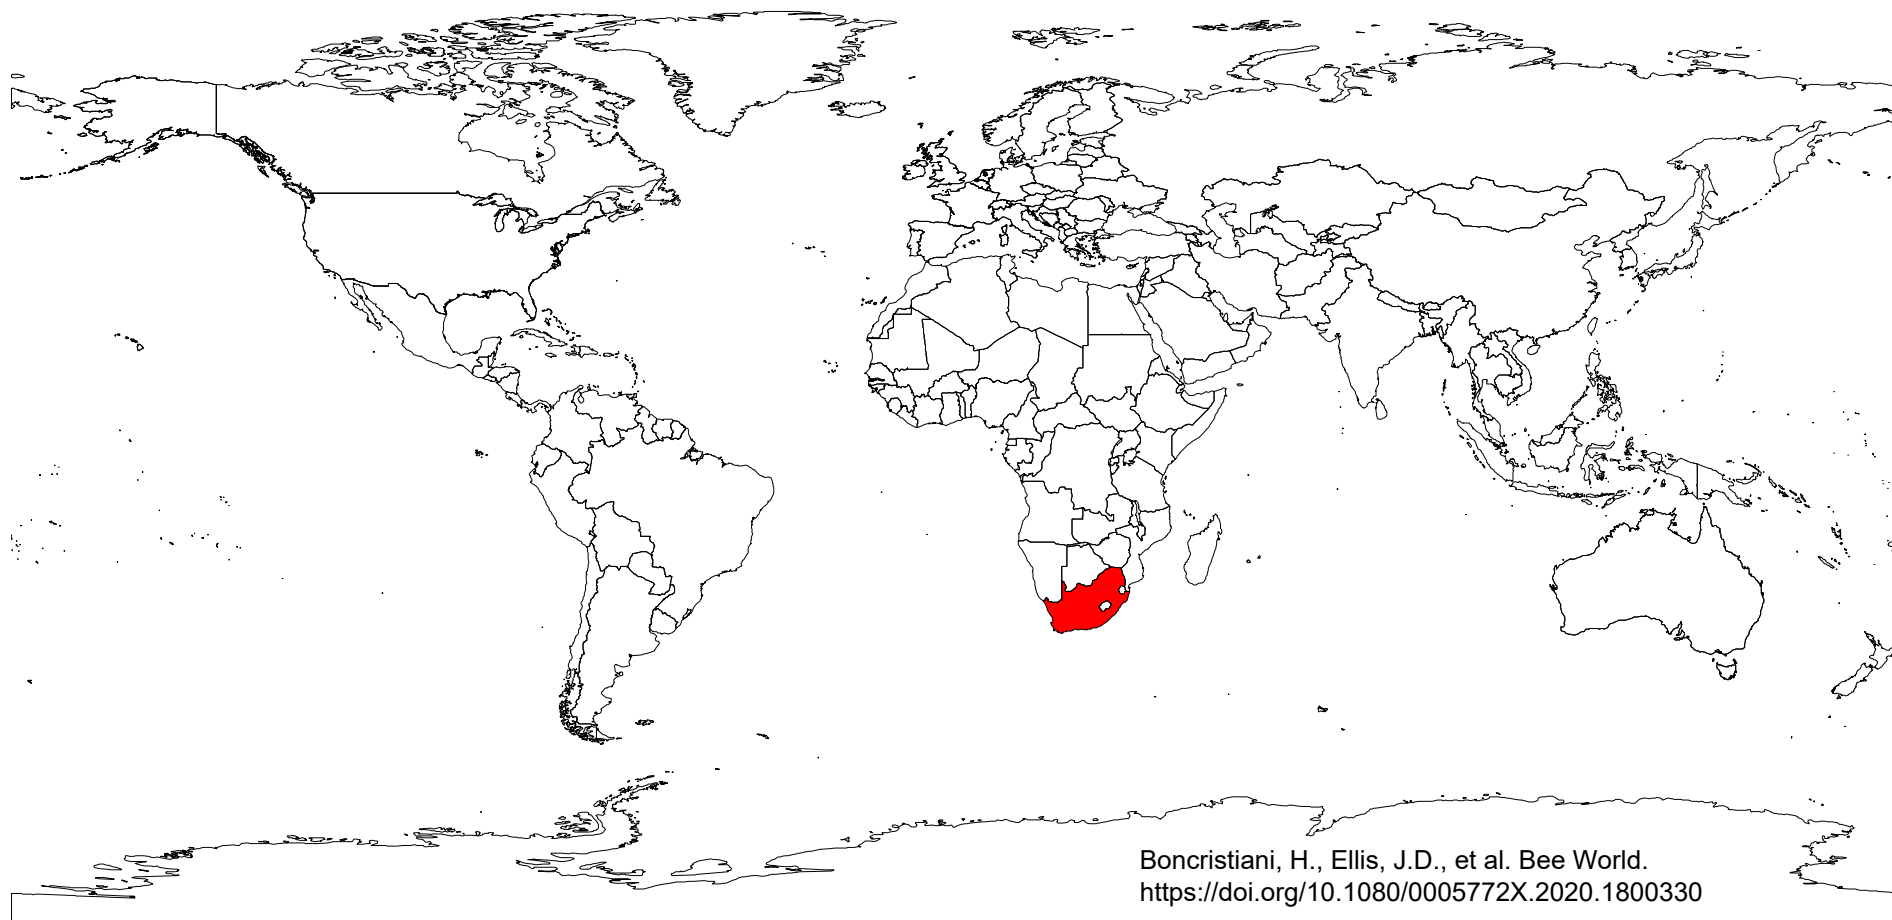 Boncristiani, H., Ellis, J.D., et al. Bee World.
https://doi.org/10.1080/0005772X.2020.1800330